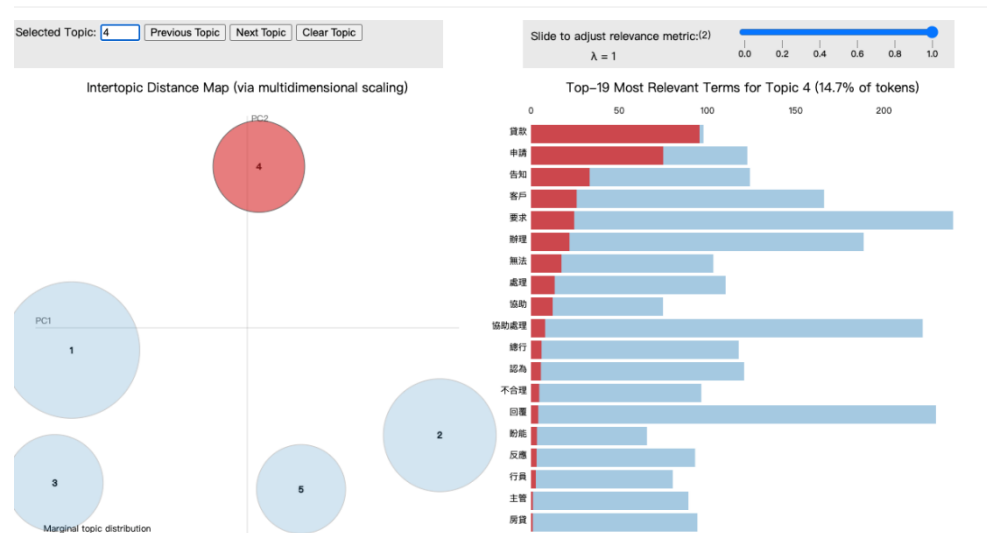 Selected Topic: 4 Previous Topic Next Topic Clear Topic
Slide to adjust relevance metric:(2)
λ = 1
0.0 0.2 0.4 0.6 0.8 1.0
Intertopic Distance Map (via multidimensional scaling)
PC2
PC1
4
1
2
3
5
Marginal topic distribution
Top-19 Most Relevant Terms for Topic 4 (14.7% of tokens)
0 50 100 150 200
貸款
申請
告知
客戶
要求
辦理
無法
處理
協助
協助處理
總行
認為
不合理
回覆
盼能
反應
行員
主管
房貸